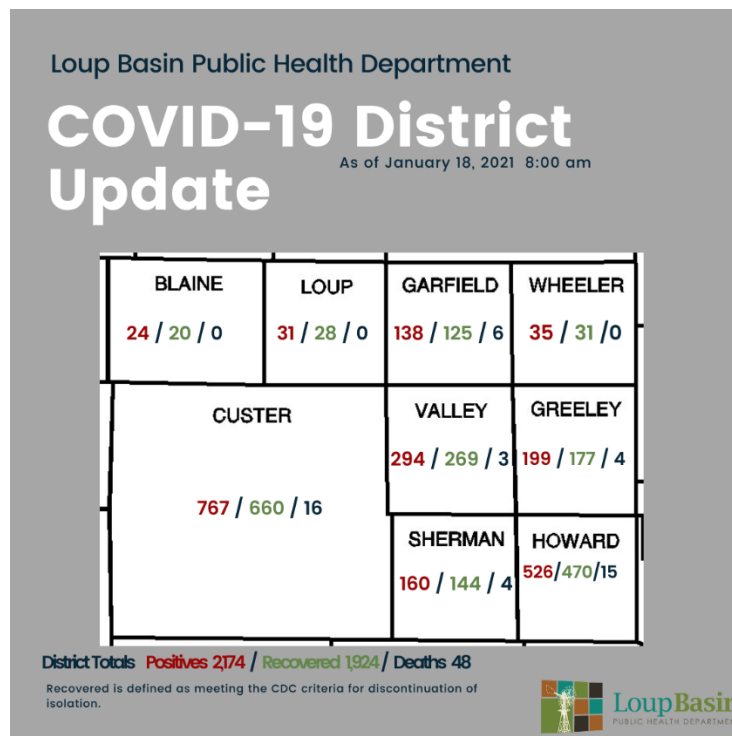 Loup Basin Public Health Department
COVID-19 District
As of January 18, 2021 8:00 am
Update
BLAINE
24 / 20 / 0
LOUP
31 / 28 / 0
GARFIELD
138 / 125 / 6
WHEELER
35 / 31 /0
CUSTER
767 / 660 / 16
VALLEY
294 / 269 / 3
GREELEY
199 / 177 / 4
SHERMAN
160 / 144 / 4
HOWARD
526/470/15
District Totals Positives 2,174 / Recovered 1,924 / Deaths 48
Recovered is defined as meeting the CDC criteria for discontinuation of
isolation.
LoupBasin
PUBLIC HEALTH DEPARTMEN